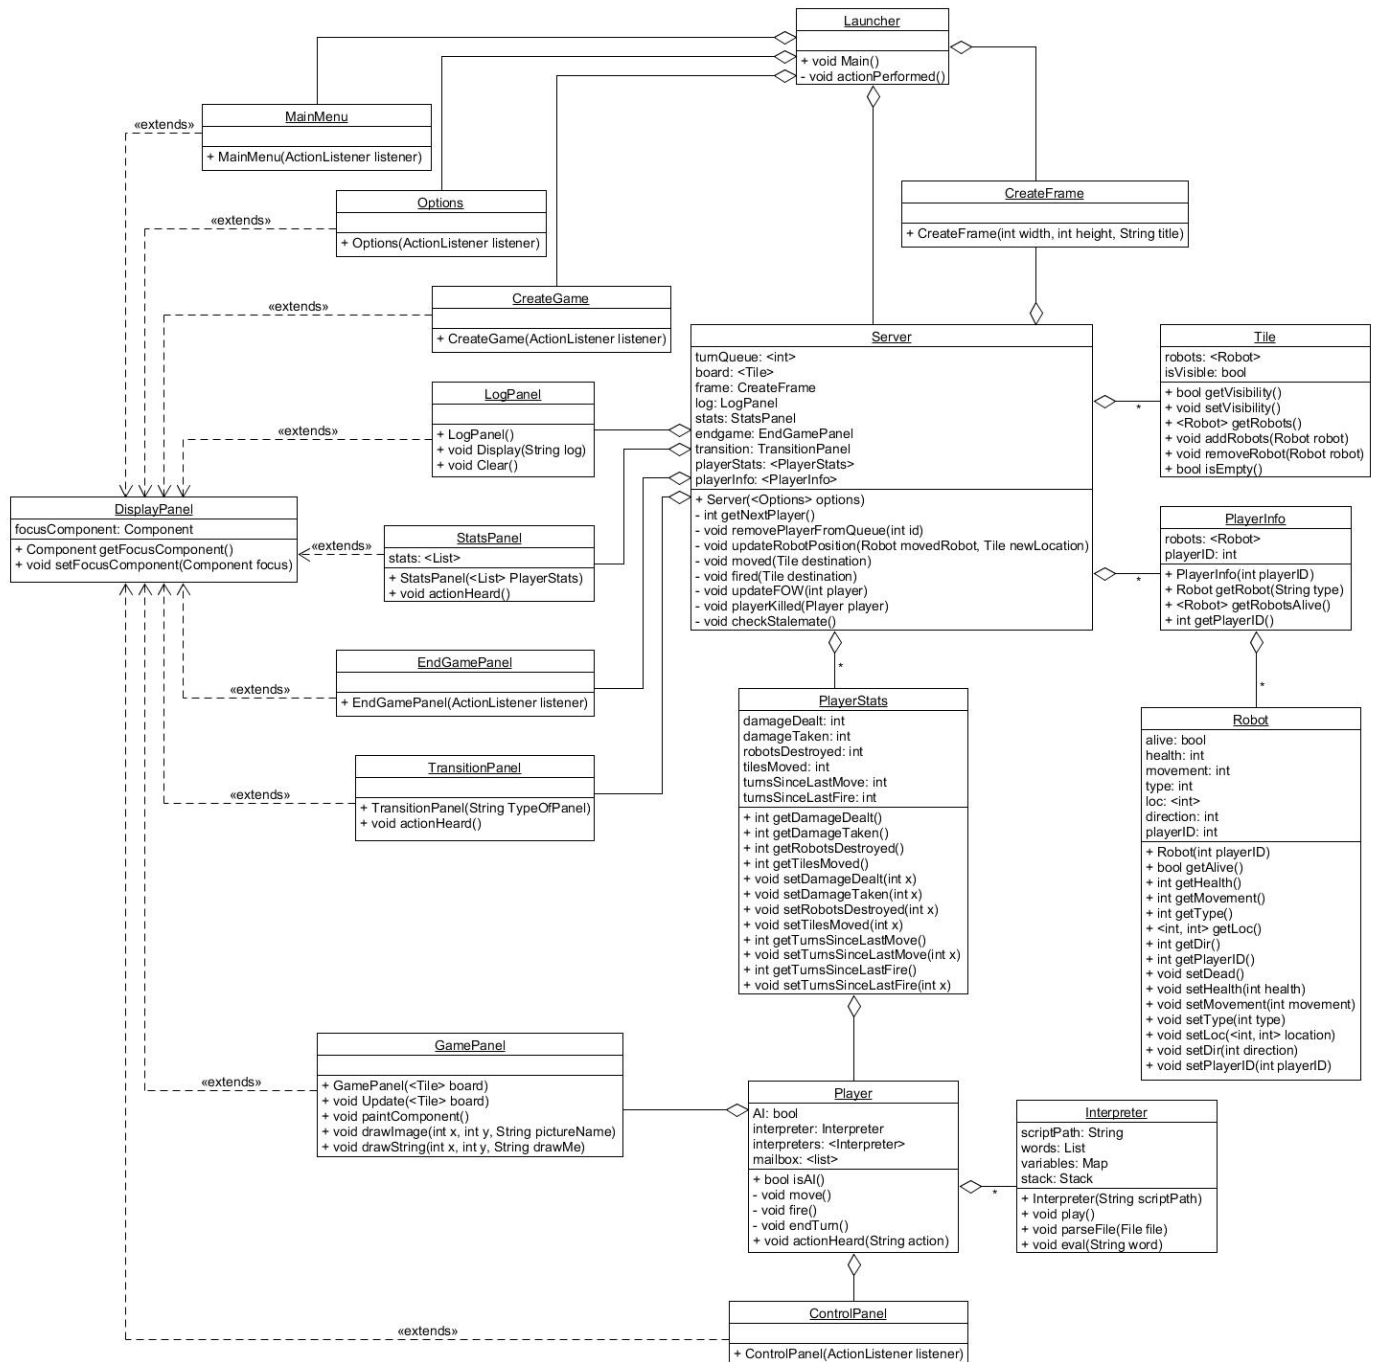 Launcher
+ void Main()
- void actionPerformed()
«extends»
MainMenu
+ MainMenu(ActionListener listener)
«extends»
Options
+ Options(ActionListener listener)
CreateFrame
+ CreateFrame(int width, int height, String title)
«extends»
CreateGame
+ CreateGame(ActionListener listener)
«extends»
LogPanel
+ LogPanel()
+ void Display(String log)
+ void Clear()
Server
turnQueue: <int>
board: <Tile>
frame: CreateFrame
log: LogPanel
stats: StatsPanel
endgame: EndGamePanel
transition: TransitionPanel
playerStats: <PlayerStats>
playerInfo: <PlayerInfo>
+ Server(<Options> options)
- int getNextPlayer()
- void removePlayerFromQueue(int id)
- void updateRobotPosition(Robot movedRobot, Tile newLocation)
- void moved(Tile destination)
- void fired(Tile destination)
- void updateFOW(int player)
- void playerKilled(Player player)
- void checkStalemate()
*
Tile
robots: <Robot>
isVisible: bool
+ bool getVisibility()
+ void setVisibility()
+ <Robot> getRobots()
+ void addRobots(Robot robot)
+ void removeRobot(Robot robot)
+ bool isEmpty()
DisplayPanel
focusComponent: Component
+ Component getFocusComponent()
+ void setFocusComponent(Component focus)
«extends»
StatsPanel
stats: <List>
+ StatsPanel(<List> PlayerStats)
+ void actionHeard()
*
PlayerInfo
robots: <Robot>
playerID: int
+ PlayerInfo(int playerID)
+ Robot getRobot(String type)
+ <Robot> getRobotsAlive()
+ int getPlayerID()
«extends»
EndGamePanel
+ EndGamePanel(ActionListener listener)
*
*
PlayerStats
damageDealt: int
damageTaken: int
robotsDestroyed: int
tilesMoved: int
turnsSinceLastMove: int
turnsSinceLastFire: int
+ int getDamageDealt()
+ int getDamageTaken()
+ int getRobotsDestroyed()
+ int getTilesMoved()
+ void setDamageDealt(int x)
+ void setDamageTaken(int x)
+ void setRobotsDestroyed(int x)
+ void setTilesMoved(int x)
+ int getTurnsSinceLastMove()
+ void setTurnsSinceLastMove(int x)
+ int getTurnsSinceLastFire()
+ void setTurnsSinceLastFire(int x)
Robot
alive: bool
health: int
movement: int
type: int
loc: <int>
direction: int
playerID: int
+ Robot(int playerID)
+ bool getAlive()
+ int getHealth()
+ int getMovement()
+ int getType()
+ <int, int> getLoc()
+ int getDir()
+ int getPlayerID()
+ void setDead()
+ void setHealth(int health)
+ void setMovement(int movement)
+ void setType(int type)
+ void setLoc(<int, int> location)
+ void setDir(int direction)
+ void setPlayerID(int playerID)
«extends»
TransitionPanel
+ TransitionPanel(String TypeOfPanel)
+ void actionHeard()
«extends»
GamePanel
+ GamePanel(<Tile> board)
+ void Update(<Tile> board)
+ void paintComponent()
+ void drawImage(int x, int y, String pictureName)
+ void drawString(int x, int y, String drawMe)
Player
AI: bool
interpreter: Interpreter
interpreters: <Interpreter>
mailbox: <list>
+ bool isAI()
- void move()
- void fire()
- void endTurn()
+ void actionHeard(String action)
*
Interpreter
scriptPath: String
words: List
variables: Map
stack: Stack
+ Interpreter(String scriptPath)
+ void play()
+ void parseFile(File file)
+ void eval(String word)
«extends»
ControlPanel
+ ControlPanel(ActionListener listener)